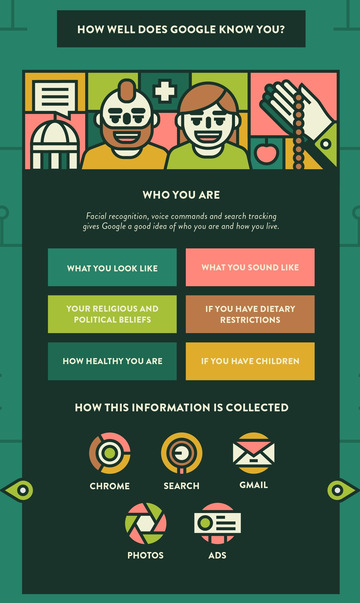 HOW WELL DOES GOOGLE KNOW YOU?
WHO YOU ARE
Facial recognition, voice commands and search tracking
gives Google a good idea of who you are and how you live.
WHAT YOU LOOK LIKE
WHAT YOU SOUND LIKE
YOUR RELIGIOUS AND
POLITICAL BELIEFS
IF YOU HAVE DIETARY
RESTRICTIONS
HOW HEALTHY YOU ARE
IF YOU HAVE CHILDREN
HOW THIS INFORMATION IS COLLECTED
CHROME
SEARCH
GMAIL
PHOTOS
ADS